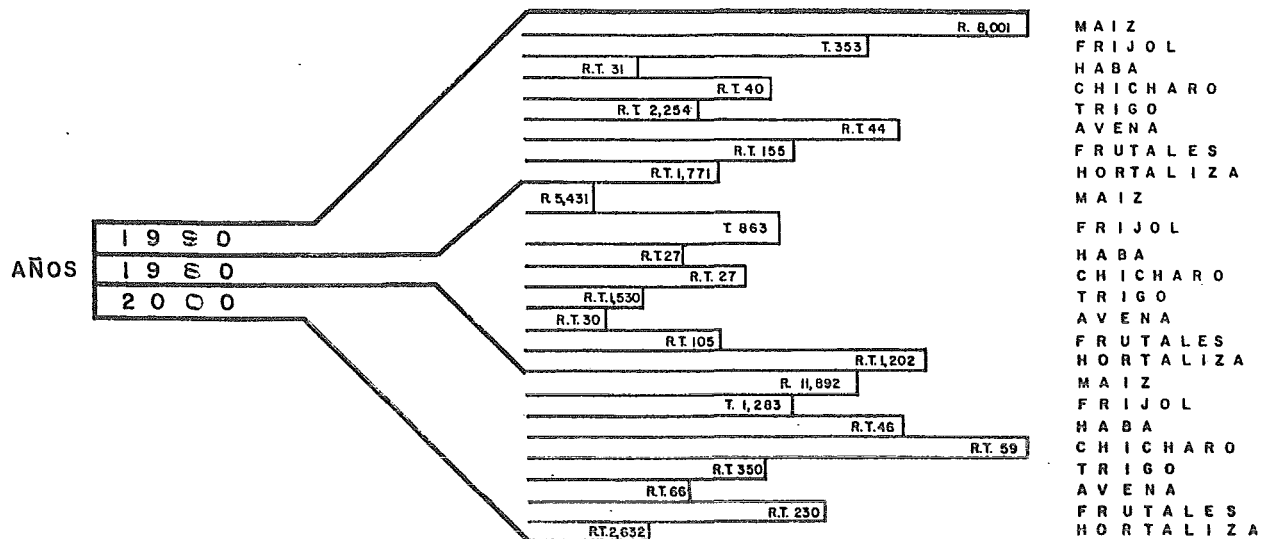 R. 8,001 MAIZ
T. 353 FRIJOL
R.T. 31 HABA
R.T. 40 CHICHARO
R.T. 2,254 TRIGO
R.T. 44 AVENA
R.T. 155 FRUTALES
R.T. 1,771 HORTALIZA
R. 5,431 MAIZ
T. 863 FRIJOL
R.T. 27 HABA
R.T. 27 CHICHARO
R.T. 1,530 TRIGO
R.T. 30 AVENA
R.T. 105 FRUTALES
R.T. 1,202 HORTALIZA
R. 11,892 MAIZ
T. 1,283 FRIJOL
R.T. 46 HABA
R.T. 59 CHICHARO
R.T. 350 TRIGO
R.T. 66 AVENA
R.T. 230 FRUTALES
R.T. 2,632 HORTALIZA
AÑOS
1990
1980
2000